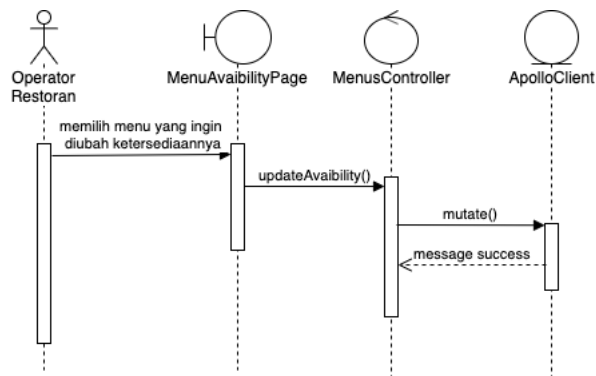 Operator
Restoran
MenuAvaibilityPage
MenusController
ApolloClient
memilih menu yang ingin
diubah ketersediaannya
updateAvaibility()
mutate()
message success